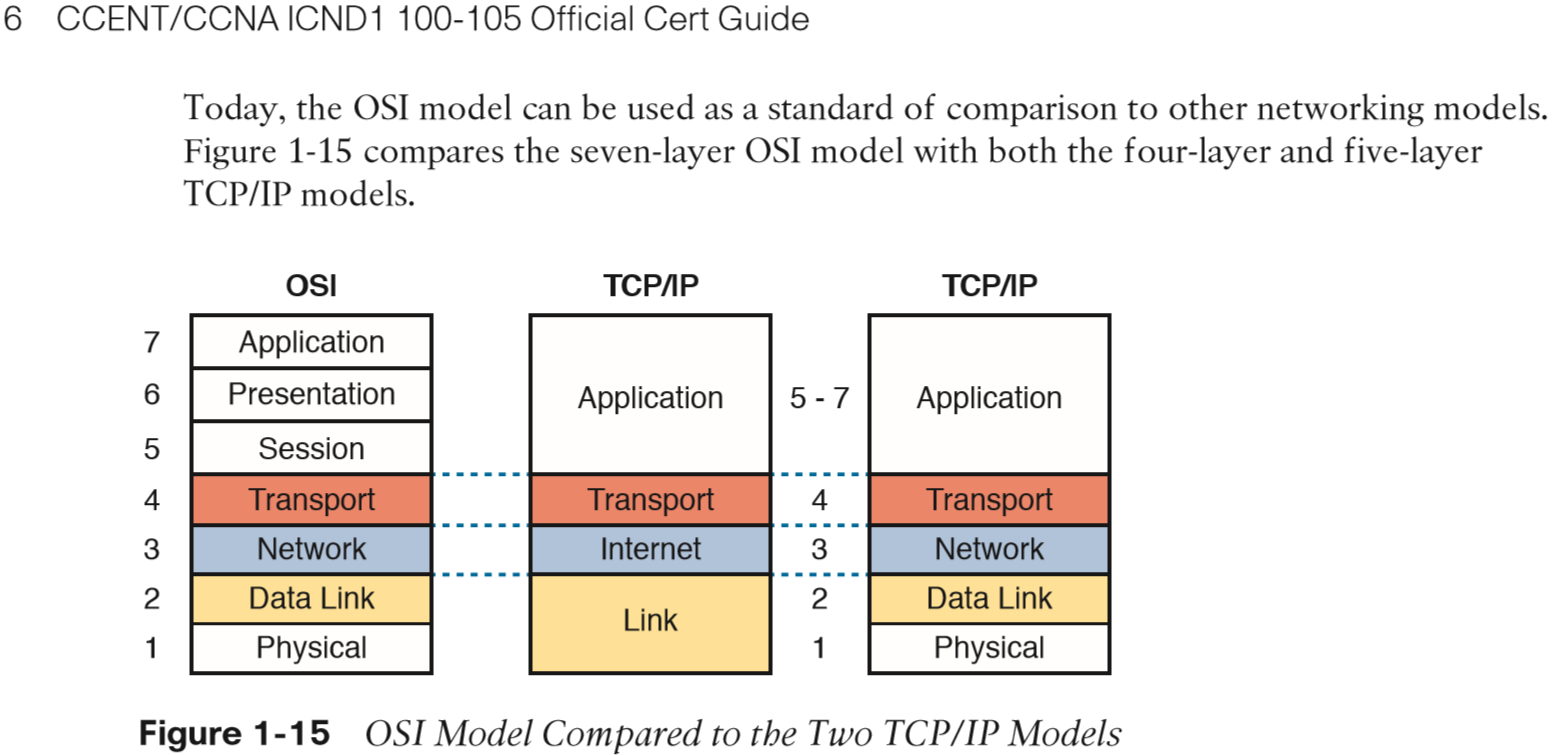 6 CCENT/CCNA ICND1 100-105 Official Cert Guide
Today, the OSI model can be used as a standard of comparison to other networking models.
Figure 1-15 compares the seven-layer OSI model with both the four-layer and five-layer
TCP/IP models.
OSI TCP/IP TCP/IP
7 Application
6 Presentation Application 5 - 7 Application
5 Session
4 Transport Transport 4 Transport
3 Network Internet 3 Network
2 Data Link 2 Data Link
Link
1 Physical 1 Physical
Figure 1-15 OSI Model Compared to the Two TCP/IP Models